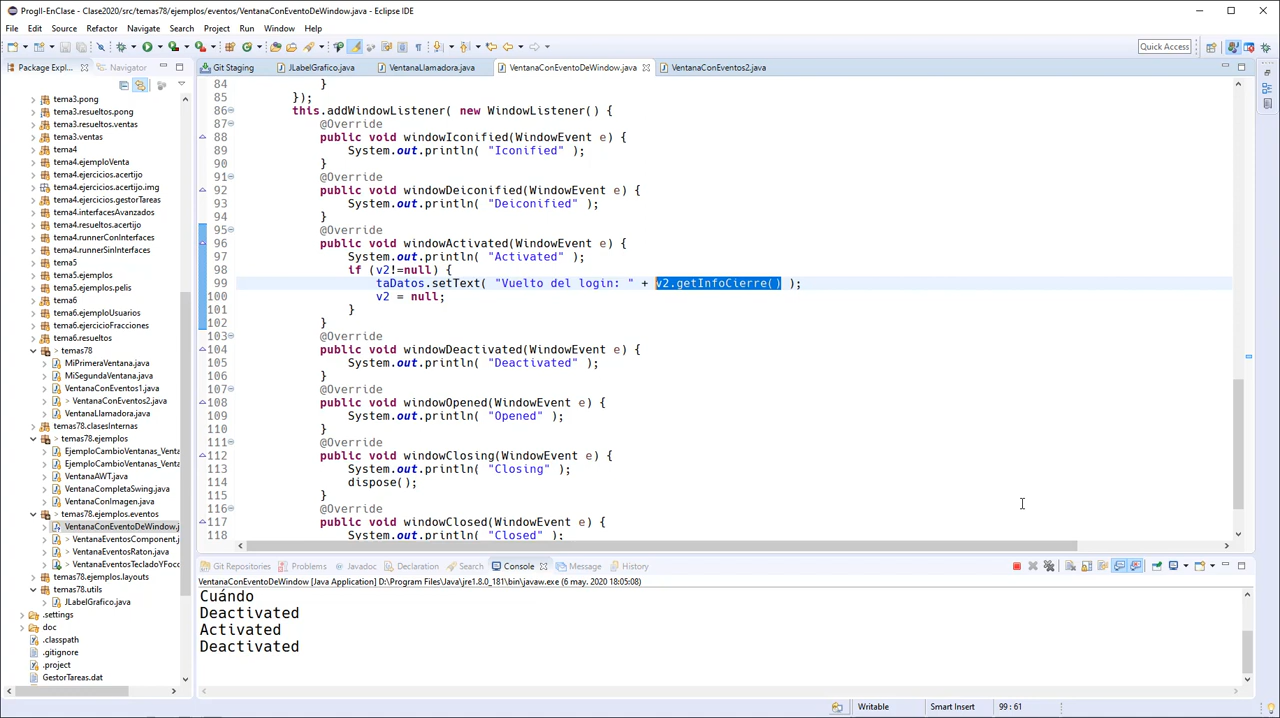 ProgII-EnClase - Clase2020/src/temas78/ejemplos/eventos/VentanaConEventoDeWindow.java - Eclipse IDE
File Edit Source Refactor Navigate Search Project Run Window Help
Quick Access
Package Expl...
Navigator
Git Staging
JLabelGrafico.java
VentanaLlamadora.java
VentanaConEventoDeWindow.java
VentanaConEventos2.java
tema3.pong
tema3.resueltos.pong
tema3.resueltos.ventas
tema3.ventas
tema4
tema4.ejemploVenta
tema4.ejercicios.acertijo
tema4.ejercicios.acertijo.img
tema4.ejercicios.gestorTareas
tema4.interfacesAvanzados
tema4.resueltos.acertijo
tema4.runnerConInterfaces
tema4.runnerSinInterfaces
tema5
tema5.ejemplos
tema5.ejemplos.pelis
tema6
tema6.ejemploUsuarios
tema6.ejercicioFracciones
tema6.resueltos
> temas78
MiPrimeraVentana.java
MiSegundaVentana.java
VentanaConEventos1.java
> VentanaConEventos2.java
VentanaLlamadora.java
temas78.clasesInternas
> temas78.ejemplos
EjemploCambioVentanas_Venta
EjemploCambioVentanas_Venta
VentanaAWT.java
VentanaCompletaSwing.java
VentanaConImagen.java
> temas78.ejemplos.eventos
VentanaConEventoDeWindow.j
> VentanaEventosComponent.j
> VentanaEventosRaton.java
> VentanaEventosTecladoYFoco
temas78.ejemplos.layouts
temas78.utils
JLabelGrafico.java
.settings
doc
.classpath
.gitignore
.project
GestorTareas.dat
84 }
85 });
86 this.addWindowListener( new WindowListener() {
87 @Override
88 public void windowIconified(WindowEvent e) {
89 System.out.println( "Iconified" );
90 }
91 @Override
92 public void windowDeiconified(WindowEvent e) {
93 System.out.println( "Deiconified" );
94 }
95 @Override
96 public void windowActivated(WindowEvent e) {
97 System.out.println( "Activated" );
98 if (v2!=null) {
99 taDatos.setText( "Vuelto del login: " + v2.getInfoCierre() );
100 v2 = null;
101 }
102 }
103 @Override
104 public void windowDeactivated(WindowEvent e) {
105 System.out.println( "Deactivated" );
106 }
107 @Override
108 public void windowOpened(WindowEvent e) {
109 System.out.println( "Opened" );
110 }
111 @Override
112 public void windowClosing(WindowEvent e) {
113 System.out.println( "Closing" );
114 dispose();
115 }
116 @Override
117 public void windowClosed(WindowEvent e) {
118 System.out.println( "Closed" );
Git Repositories Problems Javadoc Declaration Search Console Message History
VentanaConEventoDeWindow [Java Application] D:\Program Files\Java\jre1.8.0_181\bin\javaw.exe (6 may. 2020 18:05:08)
Cuándo
Deactivated
Activated
Deactivated
Writable Smart Insert 99 : 61